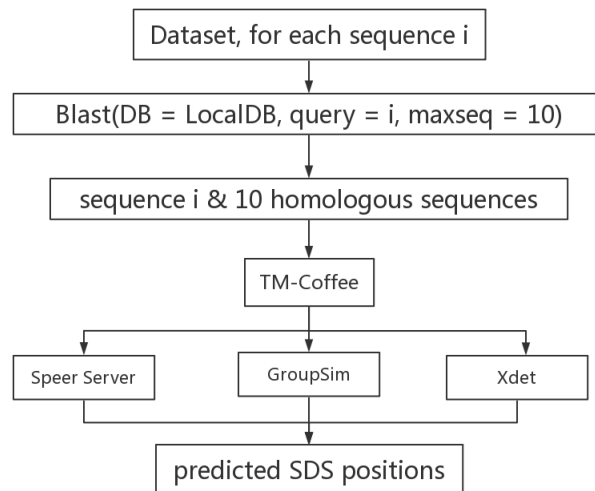 Dataset, for each sequence i
Blast(DB = LocalDB, query = i, maxseq = 10)
sequence i & 10 homologous sequences
TM-Coffee
Speer Server
GroupSim
Xdet
predicted SDS positions